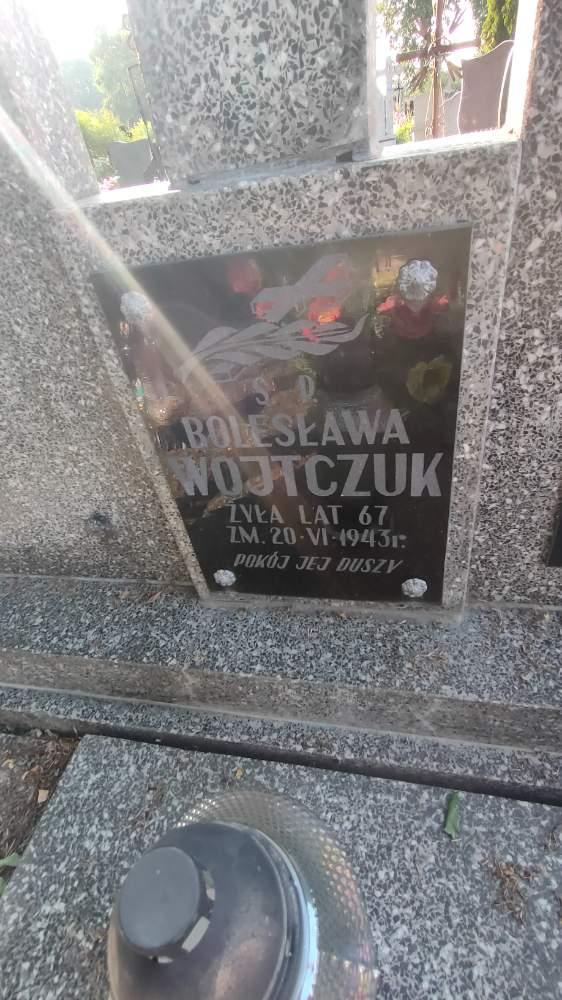 Ś. P.
BOLESŁAWA
WOJTCZUK
ŻYŁA LAT 67
ZM. 20·VI·1943r.
POKÓJ JEJ DUSZY